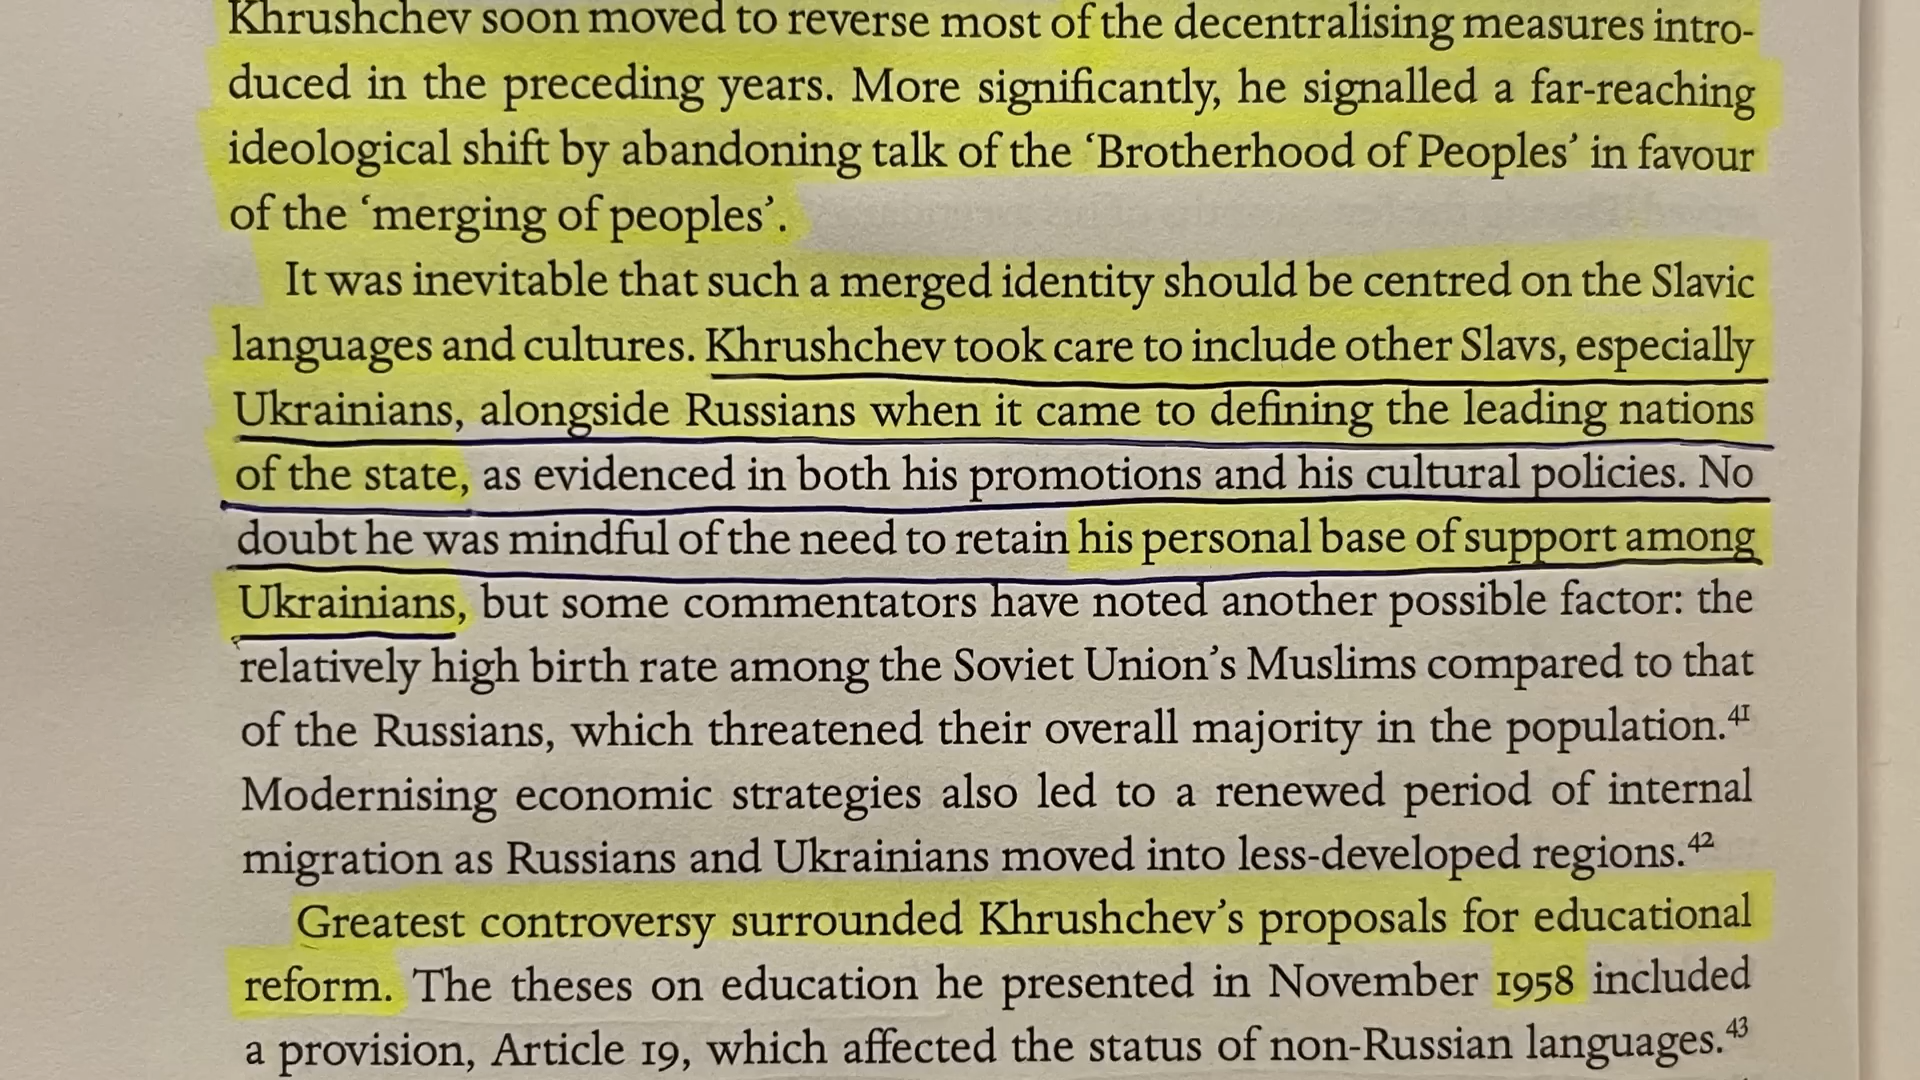 Khrushchev soon moved to reverse most of the decentralising measures intro-
duced in the preceding years. More significantly, he signalled a far-reaching
ideological shift by abandoning talk of the ‘Brotherhood of Peoples’ in favour
of the ‘merging of peoples’.
It was inevitable that such a merged identity should be centred on the Slavic
languages and cultures. Khrushchev took care to include other Slavs, especially
Ukrainians, alongside Russians when it came to defining the leading nations
of the state, as evidenced in both his promotions and his cultural policies. No
doubt he was mindful of the need to retain his personal base of support among
Ukrainians, but some commentators have noted another possible factor: the
relatively high birth rate among the Soviet Union’s Muslims compared to that
of the Russians, which threatened their overall majority in the population.41
Modernising economic strategies also led to a renewed period of internal
migration as Russians and Ukrainians moved into less-developed regions.42
Greatest controversy surrounded Khrushchev’s proposals for educational
reform. The theses on education he presented in November 1958 included
a provision, Article 19, which affected the status of non-Russian languages.43